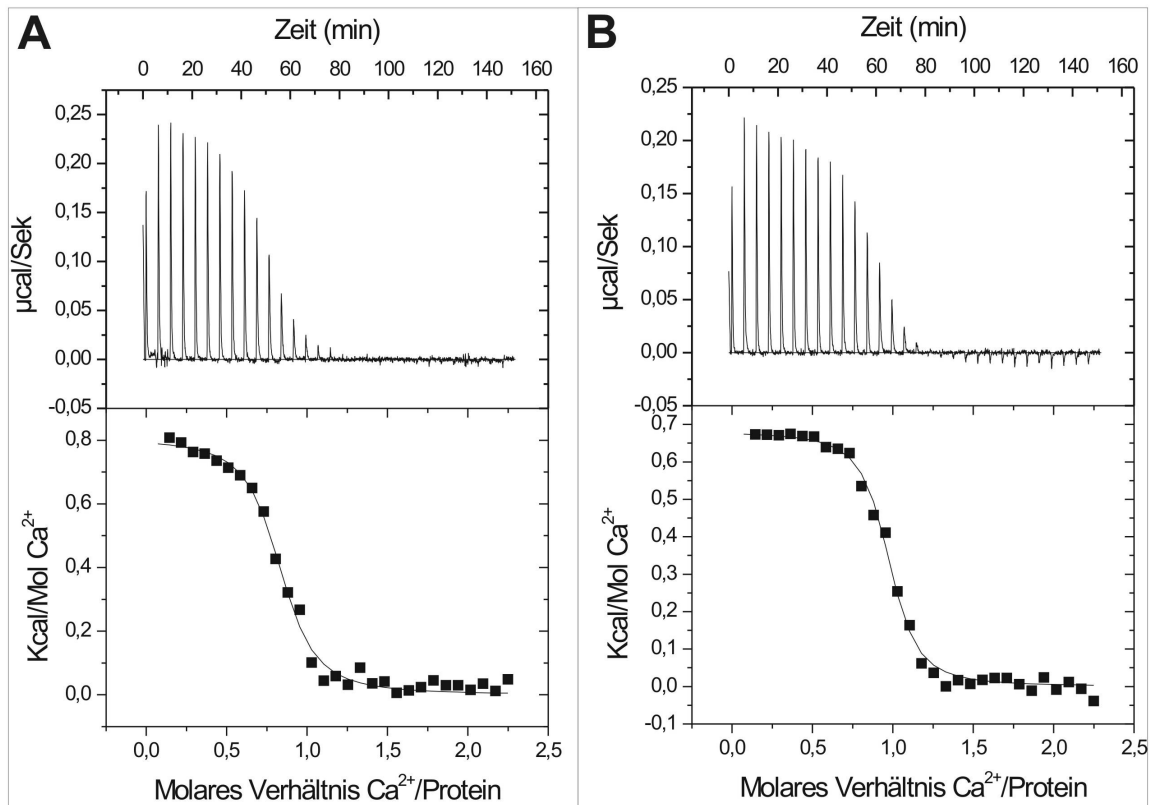 A
Zeit (min)
0 20 40 60 80 100 120 140 160
0,25
0,20
0,15
0,10
0,05
0,00
-0,05
µcal/Sek
0,8
0,6
0,4
0,2
0,0
Kcal/Mol Ca²⁺
0,0 0,5 1,0 1,5 2,0 2,5
Molares Verhältnis Ca²⁺/Protein
B
Zeit (min)
0 20 40 60 80 100 120 140 160
0,25
0,20
0,15
0,10
0,05
0,00
-0,05
µcal/Sek
0,7
0,6
0,5
0,4
0,3
0,2
0,1
0,0
-0,1
Kcal/Mol Ca²⁺
0,0 0,5 1,0 1,5 2,0 2,5
Molares Verhältnis Ca²⁺/Protein